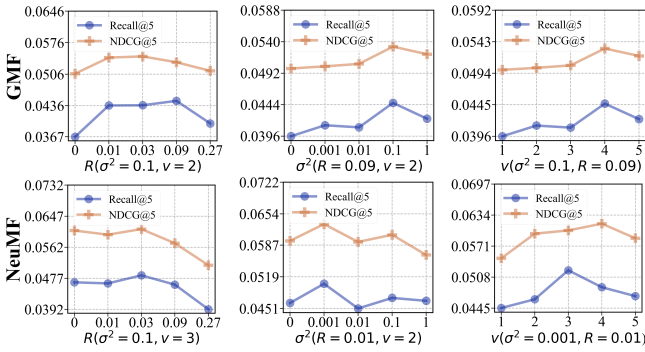 GMF
0.0646
0.0576
0.0506
0.0436
0.0367
Recall@5
NDCG@5
0 0.01 0.03 0.09 0.27
R(σ² = 0.1, v = 2)
0.0588
0.0540
0.0492
0.0444
0.0396
Recall@5
NDCG@5
0 0.001 0.01 0.1 1
σ²(R = 0.09, v = 2)
0.0592
0.0543
0.0494
0.0445
0.0396
Recall@5
NDCG@5
1 2 3 4 5
v(σ² = 0.1, R = 0.09)
NeuMF
0.0732
0.0647
0.0562
0.0477
0.0392
Recall@5
NDCG@5
0 0.01 0.03 0.09 0.27
R(σ² = 0.1, v = 3)
0.0722
0.0654
0.0587
0.0519
0.0451
Recall@5
NDCG@5
0 0.001 0.01 0.1 1
σ²(R = 0.01, v = 2)
0.0697
0.0634
0.0571
0.0508
0.0445
Recall@5
NDCG@5
1 2 3 4 5
v(σ² = 0.001, R = 0.01)